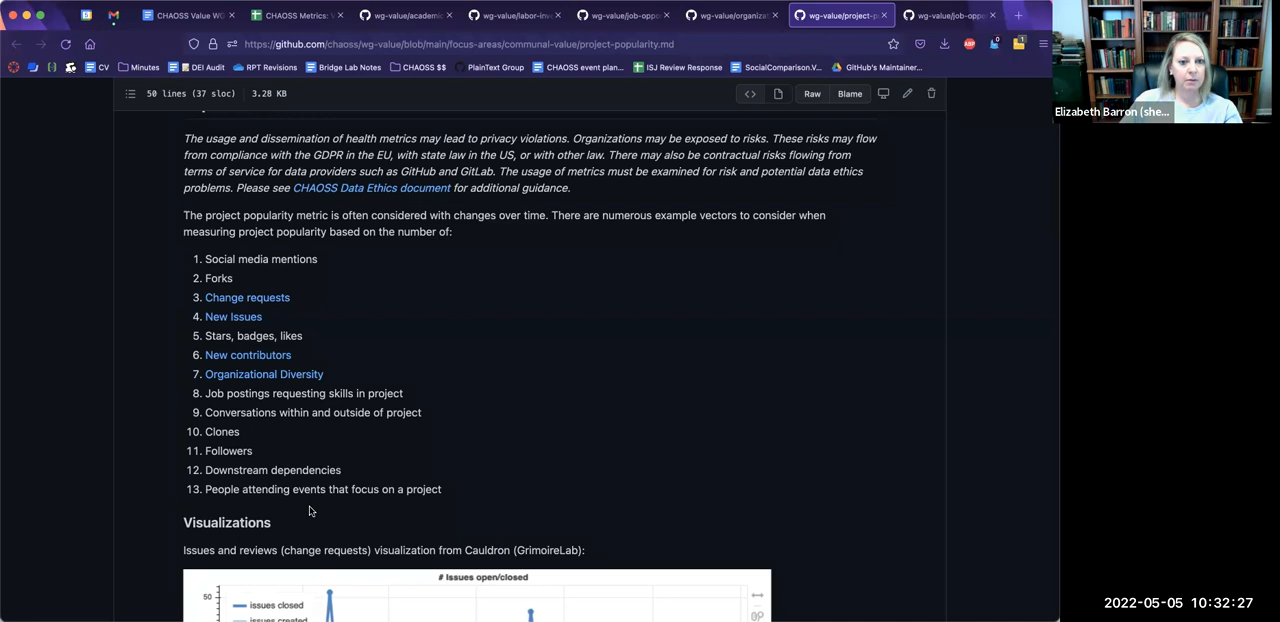 CHAOSS Value WG
CHAOSS Metrics: V
wg-value/academic
wg-value/labor-inv
wg-value/job-oppo
wg-value/organizat
wg-value/project-p
wg-value/job-oppo
https://github.com/chaoss/wg-value/blob/main/focus-areas/communal-value/project-popularity.md
ABP
0
1
CV
Minutes
DEI Audit
RPT Revisions
Bridge Lab Notes
CHAOSS $$
PlainText Group
CHAOSS event plan...
ISJ Review Response
SocialComparison.V...
GitHub's Maintainer...
Elizabeth Barron (she...
50 lines (37 sloc)
3.28 KB
Raw
Blame
The usage and dissemination of health metrics may lead to privacy violations. Organizations may be exposed to risks. These risks may flow
from compliance with the GDPR in the EU, with state law in the US, or with other law. There may also be contractual risks flowing from
terms of service for data providers such as GitHub and GitLab. The usage of metrics must be examined for risk and potential data ethics
problems. Please see CHAOSS Data Ethics document for additional guidance.
The project popularity metric is often considered with changes over time. There are numerous example vectors to consider when
measuring project popularity based on the number of:
1. Social media mentions
2. Forks
3. Change requests
4. New Issues
5. Stars, badges, likes
6. New contributors
7. Organizational Diversity
8. Job postings requesting skills in project
9. Conversations within and outside of project
10. Clones
11. Followers
12. Downstream dependencies
13. People attending events that focus on a project
Visualizations
Issues and reviews (change requests) visualization from Cauldron (GrimoireLab):
# Issues open/closed
50
issues closed
issues created
2022-05-05 10:32:27